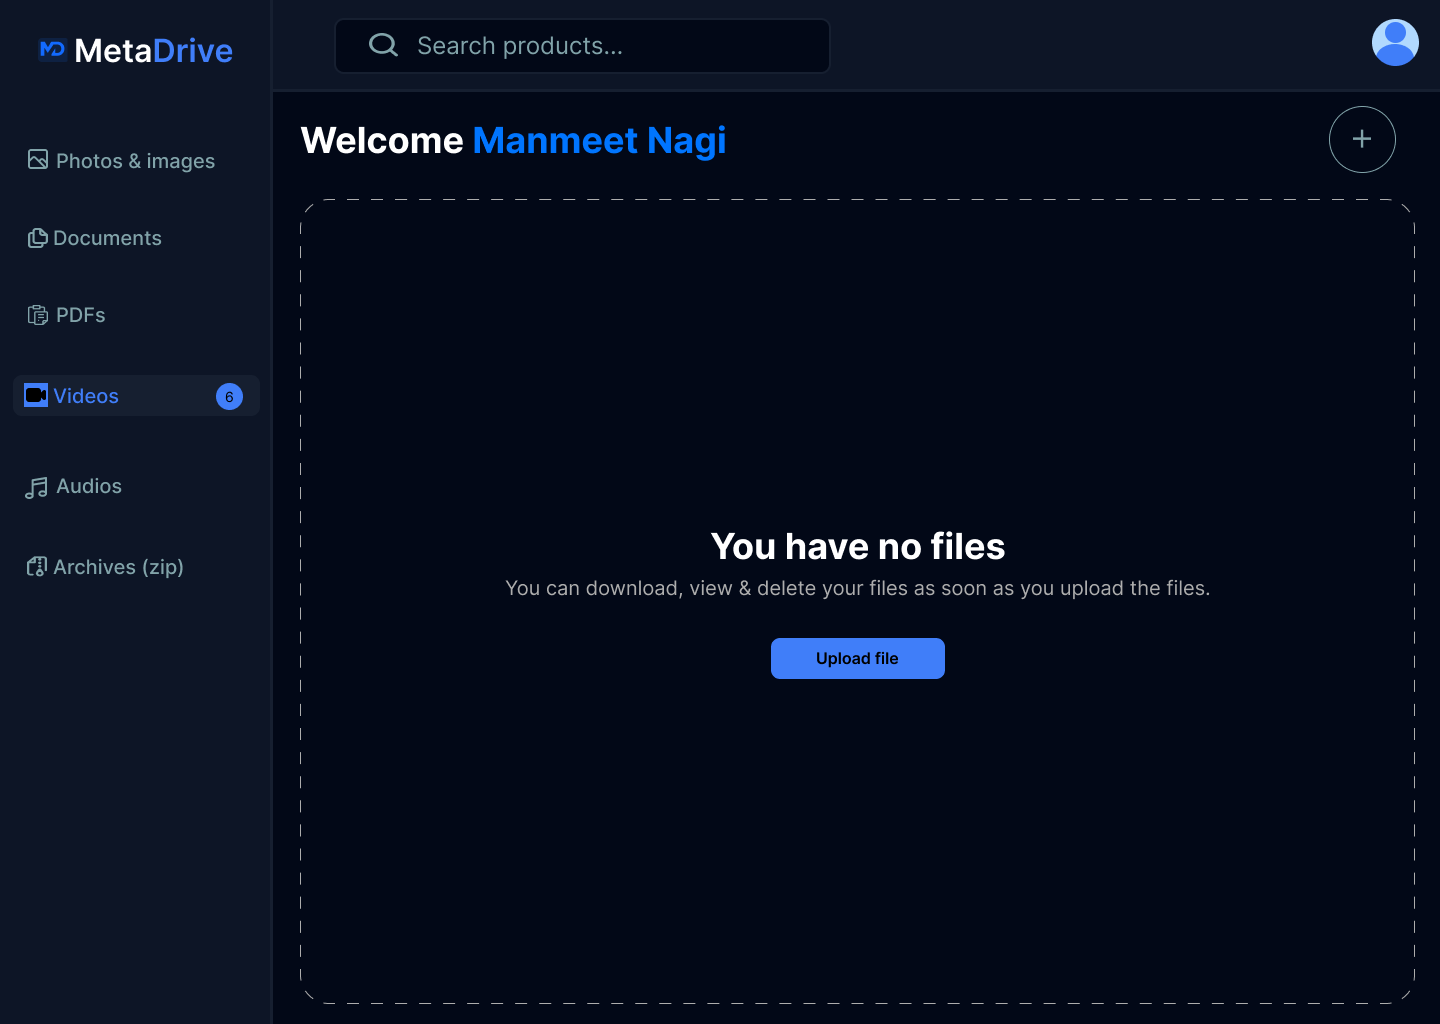 MetaDrive
Search products...
Welcome Manmeet Nagi
Photos & images
Documents
PDFs
Videos 6
Audios
Archives (zip)
You have no files
You can download, view & delete your files as soon as you upload the files.
Upload file